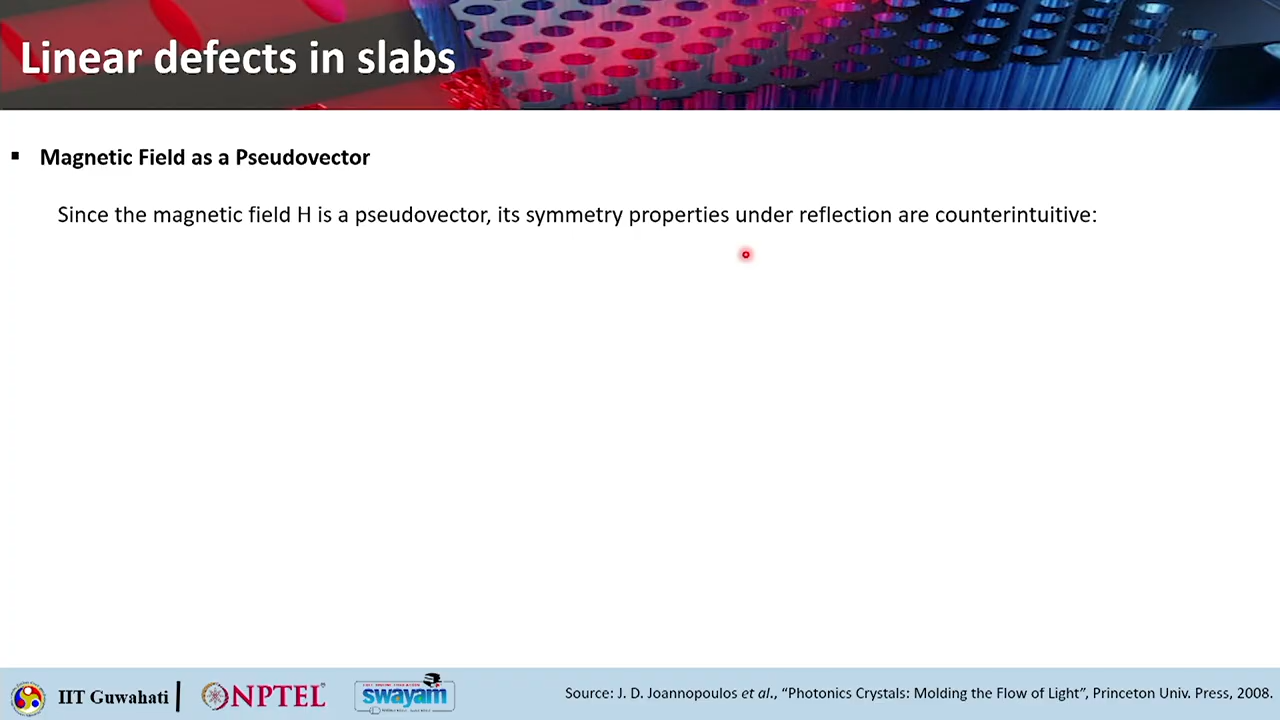 Linear defects in slabs
▪ Magnetic Field as a Pseudovector
Since the magnetic field H is a pseudovector, its symmetry properties under reflection are counterintuitive:
IIT Guwahati
NPTEL
swayam
Source: J. D. Joannopoulos et al., “Photonics Crystals: Molding the Flow of Light”, Princeton Univ. Press, 2008.